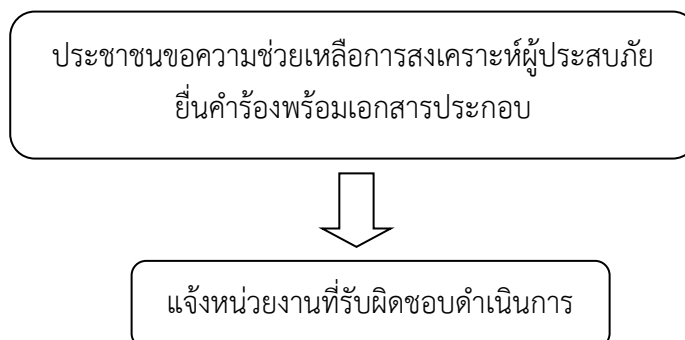 ประชาชนขอความช่วยเหลือการสงเคราะห์ผู้ประสบภัย
ยื่นคำร้องพร้อมเอกสารประกอบ
แจ้งหน่วยงานที่รับผิดชอบดำเนินการ